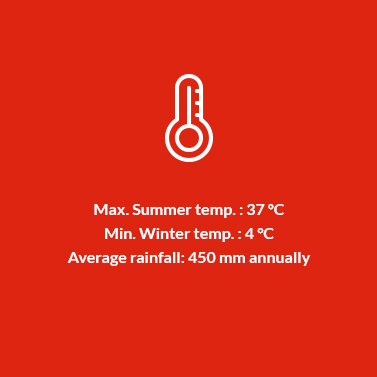 Max. Summer temp. : 37 ºC
Min. Winter temp. : 4 ºC
Average rainfall: 450 mm annually